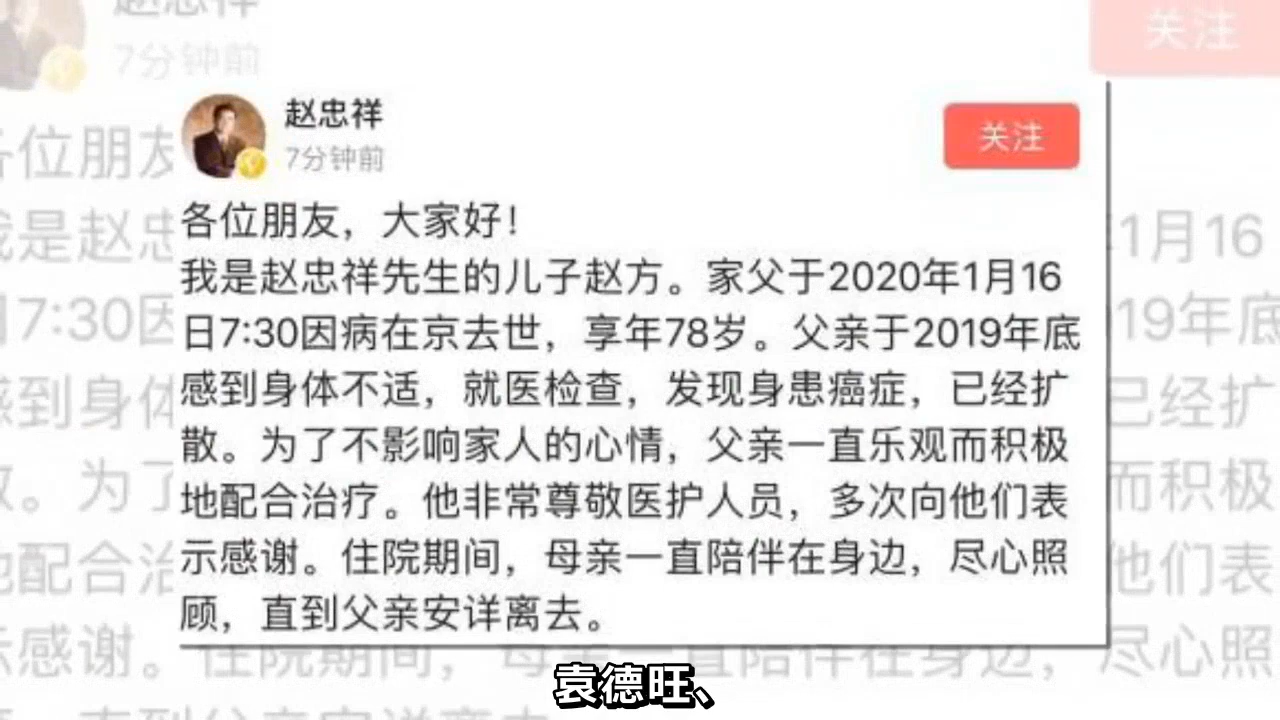 赵忠祥
7分钟前
关注
各位朋友，大家好！
我是赵忠祥先生的儿子赵方。家父于2020年1月16
日7:30因病在京去世，享年78岁。父亲于2019年底
感到身体不适，就医检查，发现身患癌症，已经扩
散。为了不影响家人的心情，父亲一直乐观而积极
地配合治疗。他非常尊敬医护人员，多次向他们表
示感谢。住院期间，母亲一直陪伴在身边，尽心照
顾，直到父亲安详离去。
袁德旺、